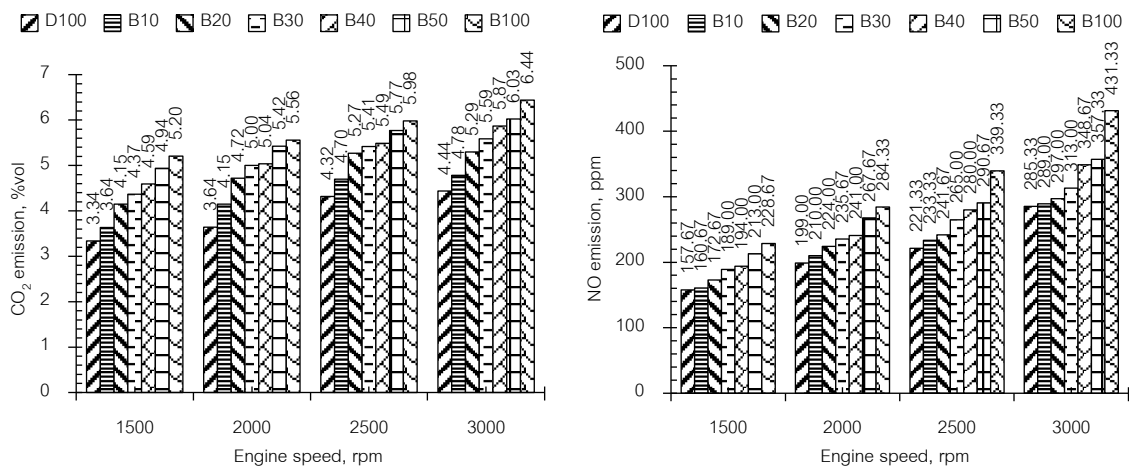 D100 B10 B20 B30 B40 B50 B100
CO2 emission, %vol
7
6
5
4
3
2
1
0
3.34 3.64 4.15 4.37 4.59 4.94 5.20
3.64 4.15 4.72 5.00 5.04 5.42 5.56
4.32 4.70 5.27 5.41 5.49 5.77 5.98
4.44 4.78 5.29 5.59 5.87 6.03 6.44
1500 2000 2500 3000
Engine speed, rpm
D100 B10 B20 B30 B40 B50 B100
NO emission, ppm
500
400
300
200
100
0
157.67 160.67 172.67 189.00 194.00 213.00 228.67
199.00 210.00 224.00 235.67 241.00 267.67 284.33
221.33 233.33 241.67 265.00 280.00 290.67 339.33
285.33 289.00 297.00 313.00 348.67 357.33 431.33
1500 2000 2500 3000
Engine speed, rpm